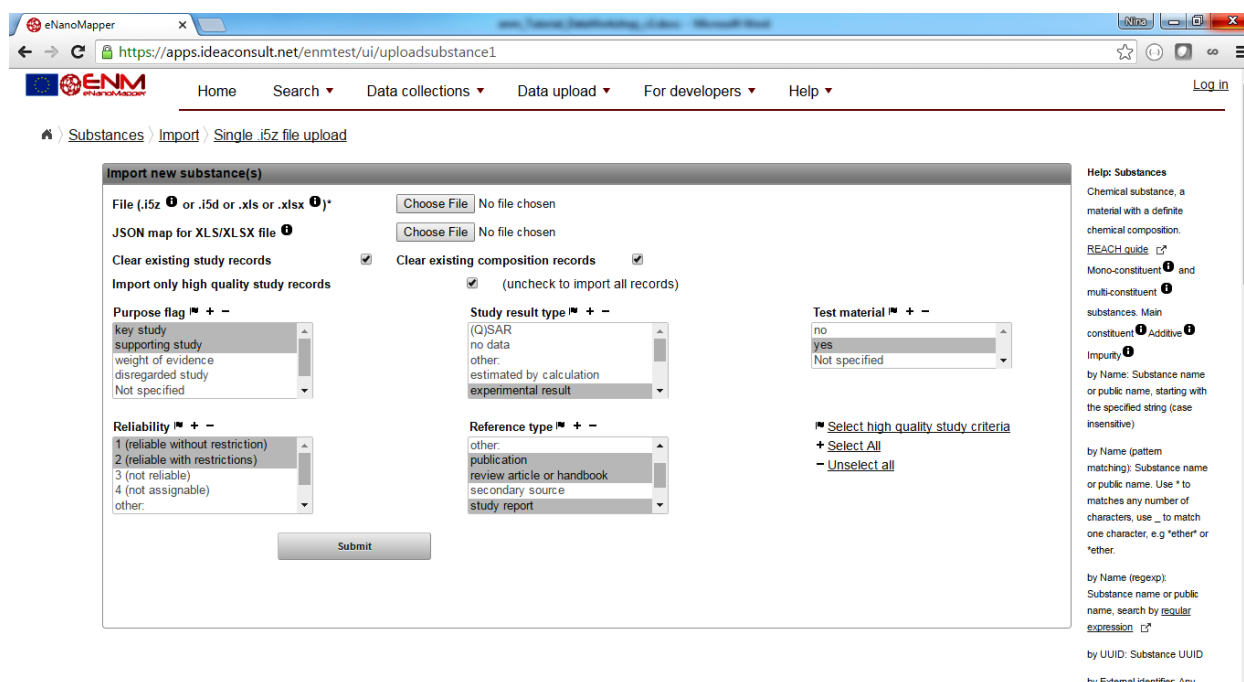 eNanoMapper
Nina
https://apps.ideaconsult.net/enmtest/ui/uploadsubstance1
ENM
eNanoMapper
Home Search Data collections Data upload For developers Help
Log in
Substances Import Single .i5z file upload
Import new substance(s)
File (.i5z or .i5d or .xls or .xlsx )*
Choose File No file chosen
JSON map for XLS/XLSX file
Choose File No file chosen
Clear existing study records
Clear existing composition records
Import only high quality study records
(uncheck to import all records)
Purpose flag + −
key study
supporting study
weight of evidence
disregarded study
Not specified
Study result type + −
(Q)SAR
no data
other:
estimated by calculation
experimental result
Test material + −
no
yes
Not specified
Reliability + −
1 (reliable without restriction)
2 (reliable with restrictions)
3 (not reliable)
4 (not assignable)
other:
Reference type + −
other:
publication
review article or handbook
secondary source
study report
Select high quality study criteria
+ Select All
− Unselect all
Submit
Help: Substances
Chemical substance, a
material with a definite
chemical composition.
REACH guide
Mono-constituent and
multi-constituent
substances. Main
constituent Additive
Impurity
by Name: Substance name
or public name, starting with
the specified string (case
insensitive)
by Name (pattern
matching): Substance name
or public name. Use * to
matches any number of
characters, use _ to match
one character, e.g *ether* or
*ether.
by Name (regexp):
Substance name or public
name, search by regular
expression
by UUID: Substance UUID
by External identifier: Any